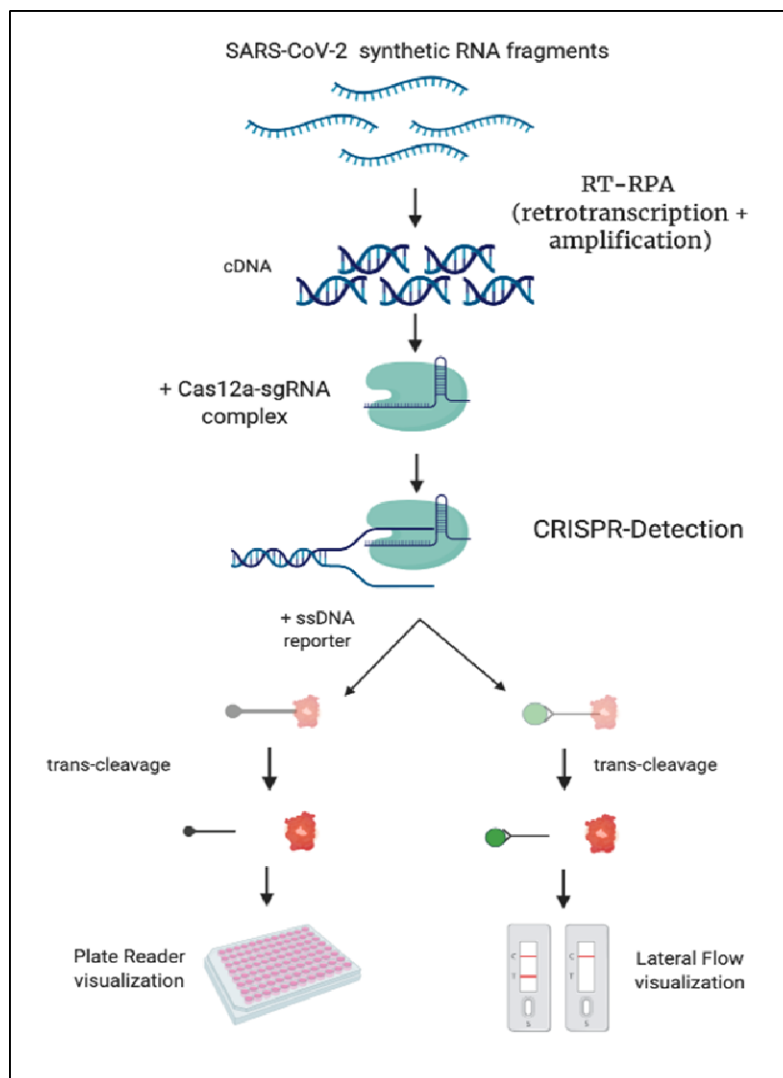 SARS-CoV-2 synthetic RNA fragments
RT-RPA
(retrotranscription +
amplification)
cDNA
+ Cas12a-sgRNA
complex
CRISPR-Detection
+ ssDNA
reporter
trans-cleavage
trans-cleavage
Plate Reader
visualization
C
T
S
C
T
S
Lateral Flow
visualization